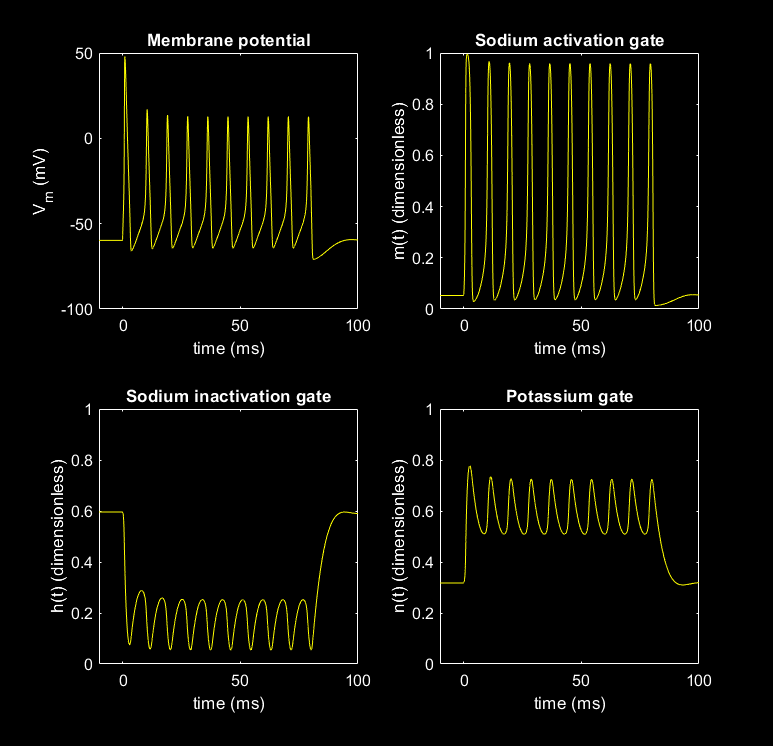 Membrane potential
50
0
-50
-100
V_m (mV)
0
50
100
time (ms)
Sodium activation gate
1
0.8
0.6
0.4
0.2
0
m(t) (dimensionless)
0
50
100
time (ms)
Sodium inactivation gate
1
0.8
0.6
0.4
0.2
0
h(t) (dimensionless)
0
50
100
time (ms)
Potassium gate
1
0.8
0.6
0.4
0.2
0
n(t) (dimensionless)
0
50
100
time (ms)